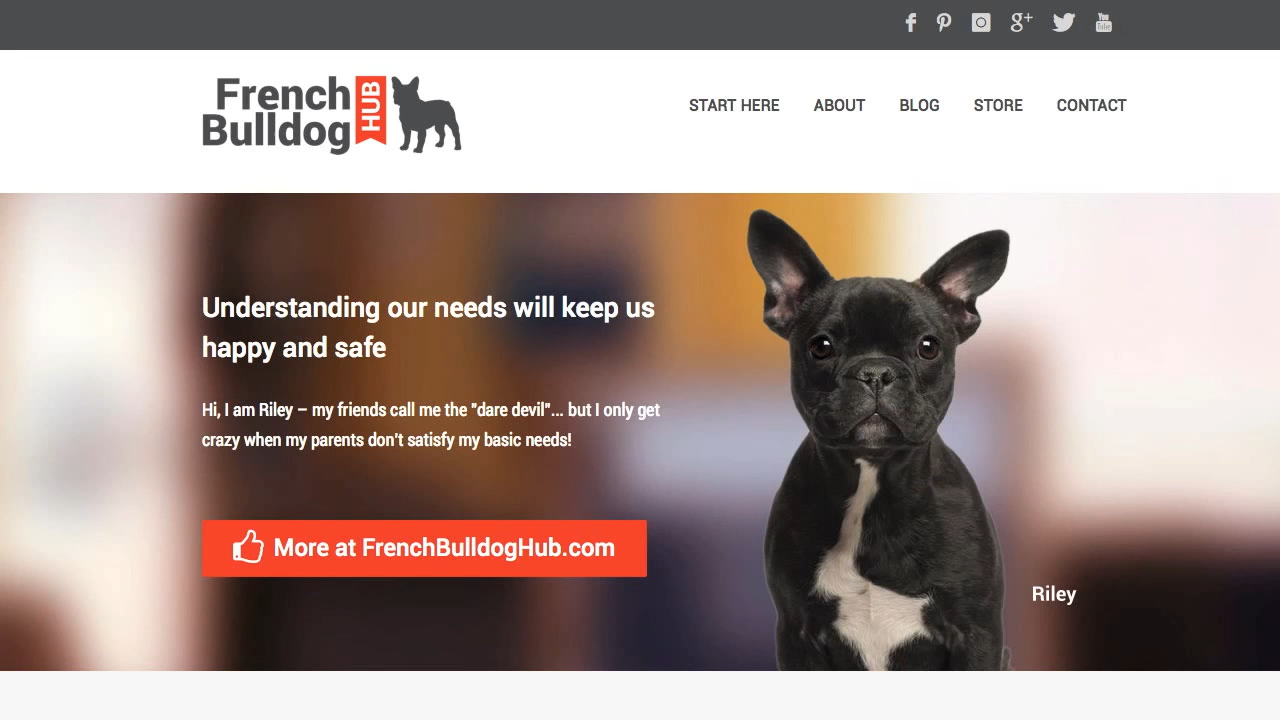 French
Bulldog
HUB
START HERE ABOUT BLOG STORE CONTACT
Understanding our needs will keep us
happy and safe
Hi, I am Riley – my friends call me the "dare devil"... but I only get
crazy when my parents don't satisfy my basic needs!
More at FrenchBulldogHub.com
Riley